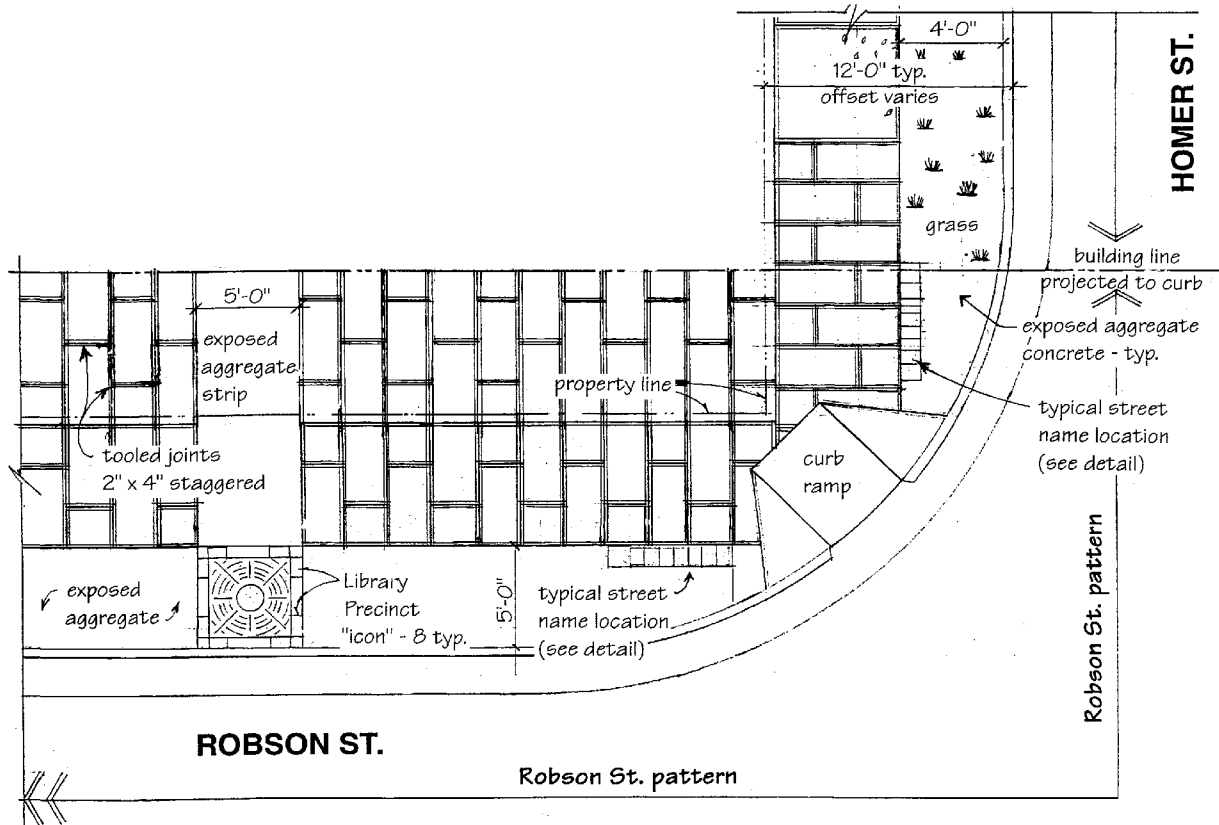 4'-0"
12'-0" typ.
offset varies
HOMER ST.
grass
building line
projected to curb
5'-0"
exposed
aggregate
strip
exposed aggregate
concrete - typ.
property line
typical street
name location
(see detail)
tooled joints
2" x 4" staggered
curb
ramp
exposed
aggregate
Library
Precinct
"icon" - 8 typ.
5'-0"
typical street
name location
(see detail)
Robson St. pattern
ROBSON ST.
Robson St. pattern